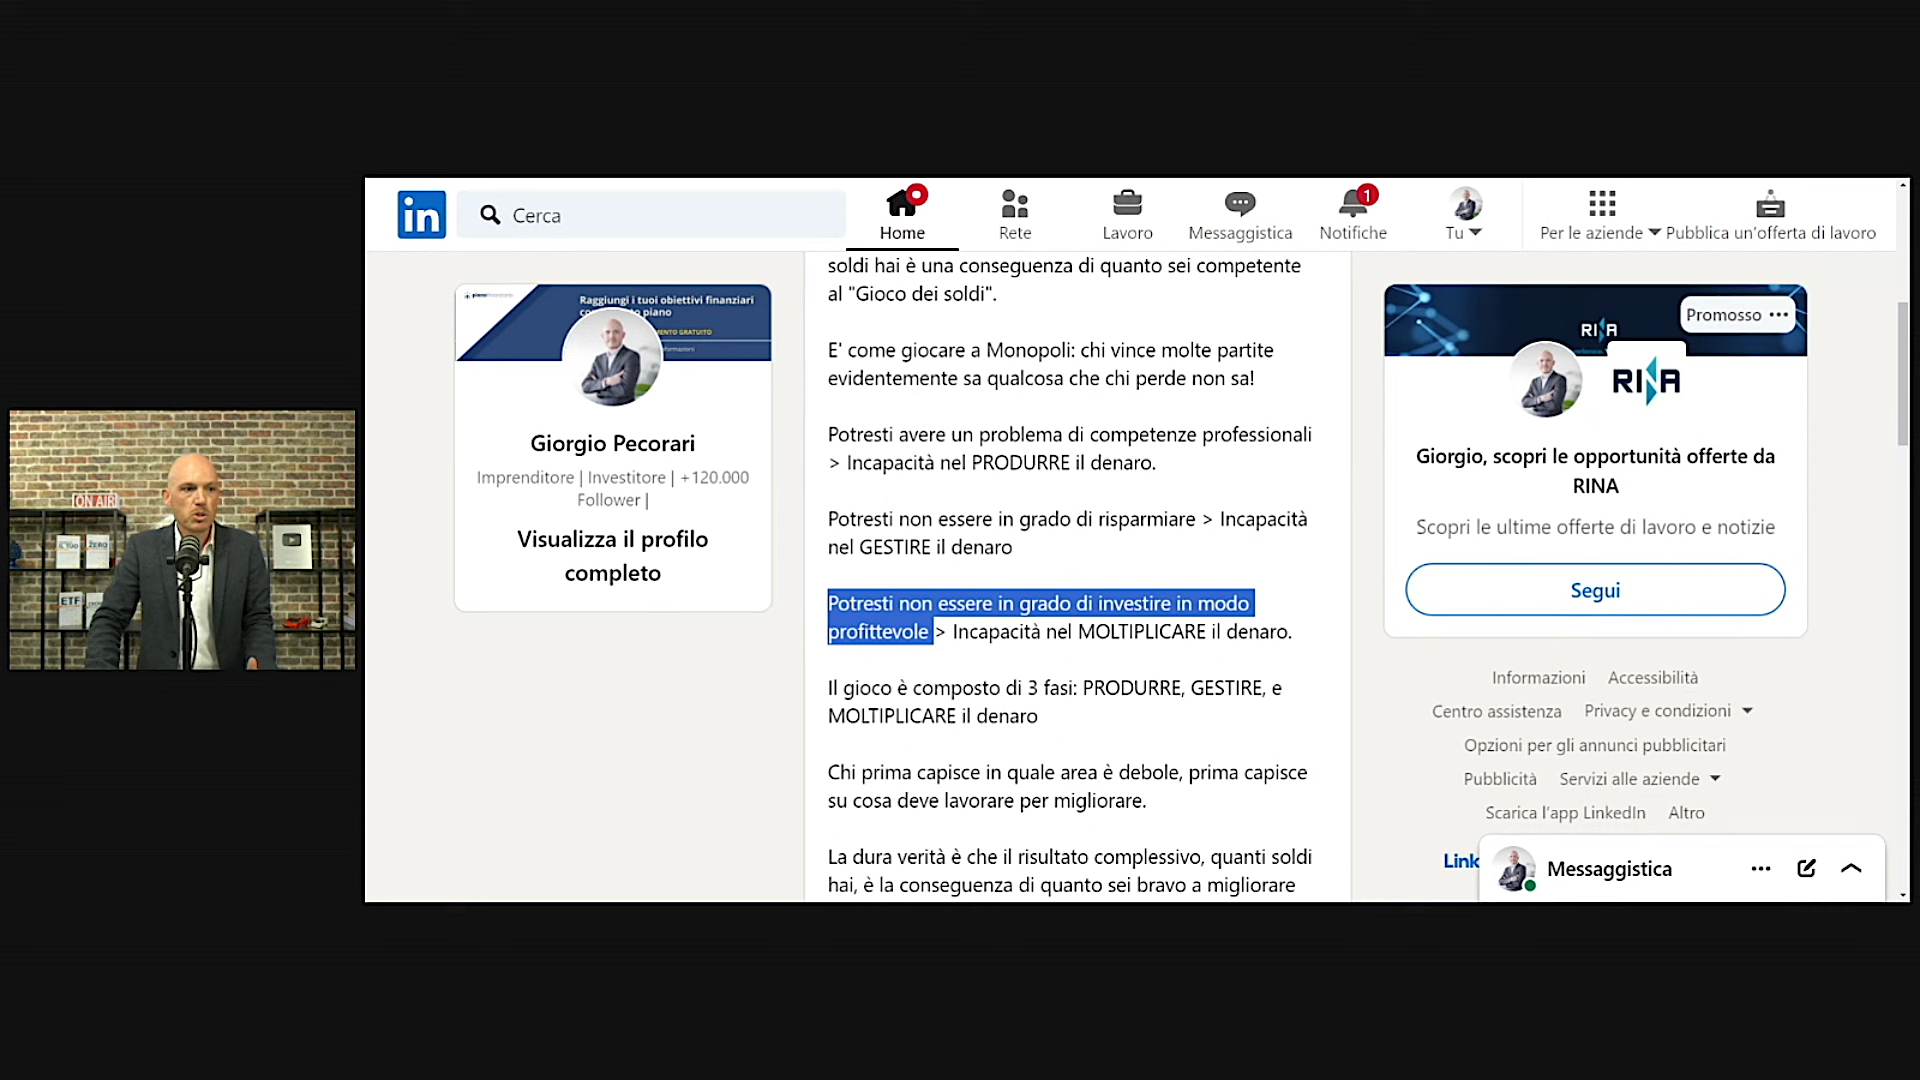 in
Cerca
Home
Rete
Lavoro
Messaggistica
1
Notifiche
Tu
Per le aziende
Pubblica un'offerta di lavoro
Raggiungi i tuoi obiettivi finanziari
piano
Giorgio Pecorari
Imprenditore | Investitore | +120.000
Follower |
Visualizza il profilo
completo
soldi hai è una conseguenza di quanto sei competente
al "Gioco dei soldi".
E' come giocare a Monopoli: chi vince molte partite
evidentemente sa qualcosa che chi perde non sa!
Potresti avere un problema di competenze professionali
> Incapacità nel PRODURRE il denaro.
Potresti non essere in grado di risparmiare > Incapacità
nel GESTIRE il denaro
Potresti non essere in grado di investire in modo
profittevole > Incapacità nel MOLTIPLICARE il denaro.
Il gioco è composto di 3 fasi: PRODURRE, GESTIRE, e
MOLTIPLICARE il denaro
Chi prima capisce in quale area è debole, prima capisce
su cosa deve lavorare per migliorare.
La dura verità è che il risultato complessivo, quanti soldi
hai, è la conseguenza di quanto sei bravo a migliorare
RINA
Promosso
RINA
Giorgio, scopri le opportunità offerte da
RINA
Scopri le ultime offerte di lavoro e notizie
Segui
Informazioni Accessibilità
Centro assistenza Privacy e condizioni
Opzioni per gli annunci pubblicitari
Pubblicità Servizi alle aziende
Scarica l'app LinkedIn Altro
Link
Messaggistica
ON AIR
IL TUO
ZERO
ETF